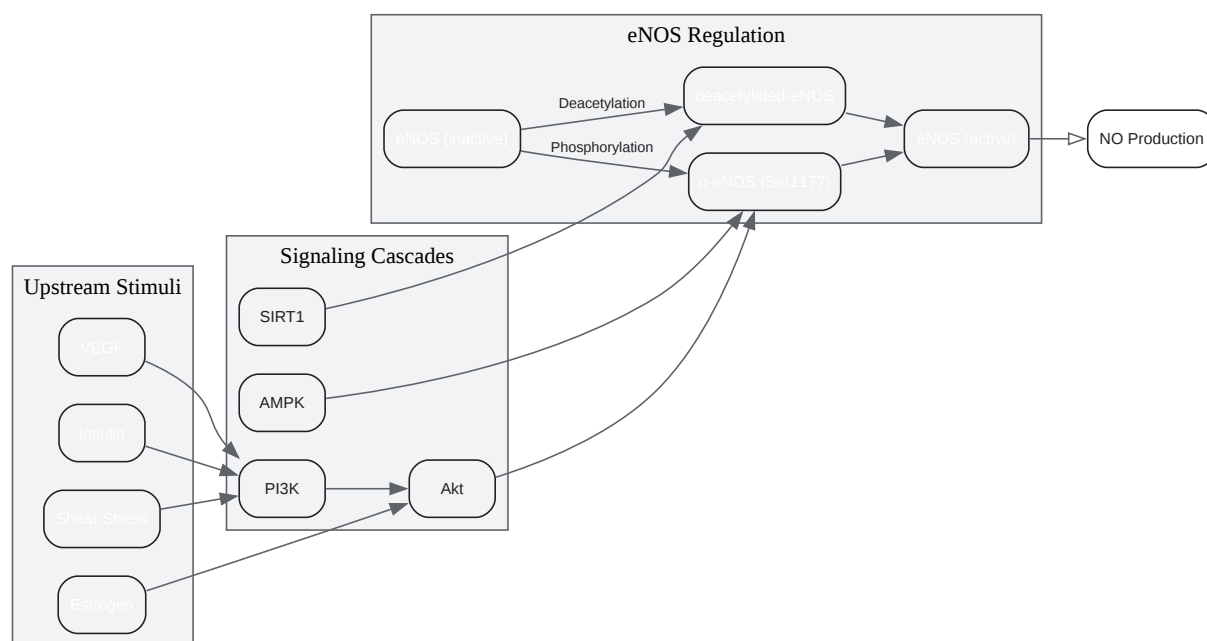 eNOS Regulation
Deacetylation
deacetylated-eNOS
eNOS (inactive)
eNOS (active)
NO Production
Phosphorylation
p-eNOS (Ser1177)
Signaling Cascades
SIRT1
AMPK
PI3K
Akt
Upstream Stimuli
VEGF
Insulin
Shear Stress
Estrogen